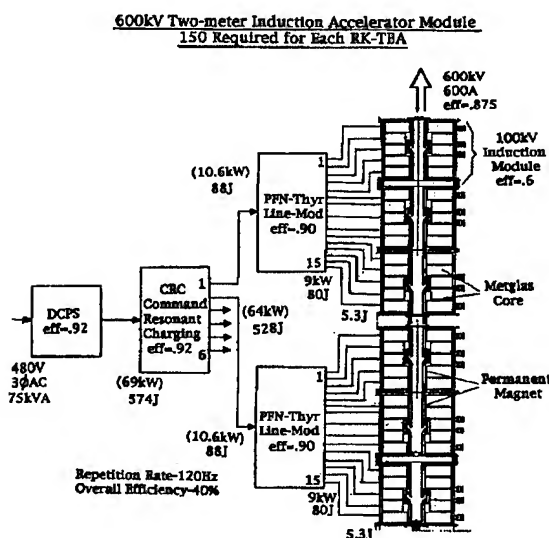 600kV Two-meter Induction Accelerator Module
150 Required for Each RK-TBA
600kV
600A
eff=.875
100kV
Induction
Module
eff=.6
(10.6kW)
88J
1
PFN-Thyr
Line-Mod
eff=.90
15
9kW
80J
5.3J
Metglas
Core
DCPS
eff=.92
480V
3ØAC
75kVA
CRC
Command
Resonant
Charging
eff=.92
1
6
(64kW)
528J
(69kW)
574J
Permanent
Magnet
(10.6kW)
88J
1
PFN-Thyr
Line-Mod
eff=.90
15
9kW
80J
5.3J
Repetition Rate-120Hz
Overall Efficiency-40%